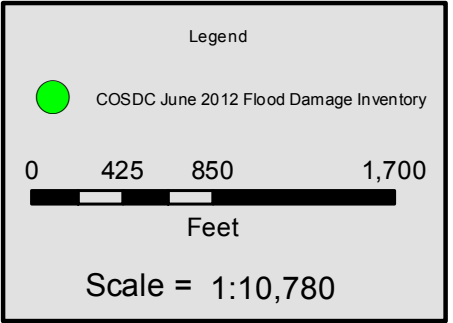 Legend
COSDC June 2012 Flood Damage Inventory
0 425 850 1,700
Feet
Scale = 1:10,780